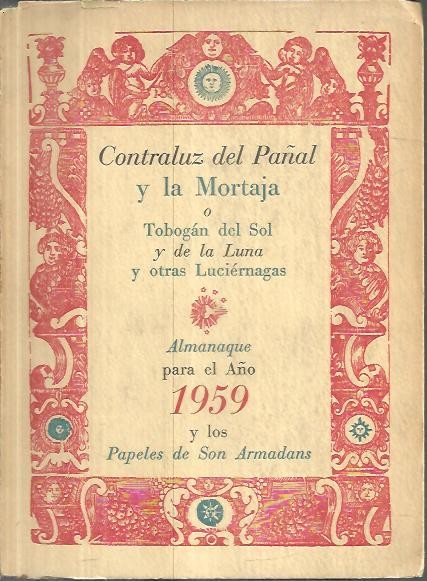 Contraluz del Pañal
y la Mortaja
o
Tobogán del Sol
y de la Luna
y otras Luciérnagas
Almanaque
para el Año
1959
y los
Papeles de Son Armadans